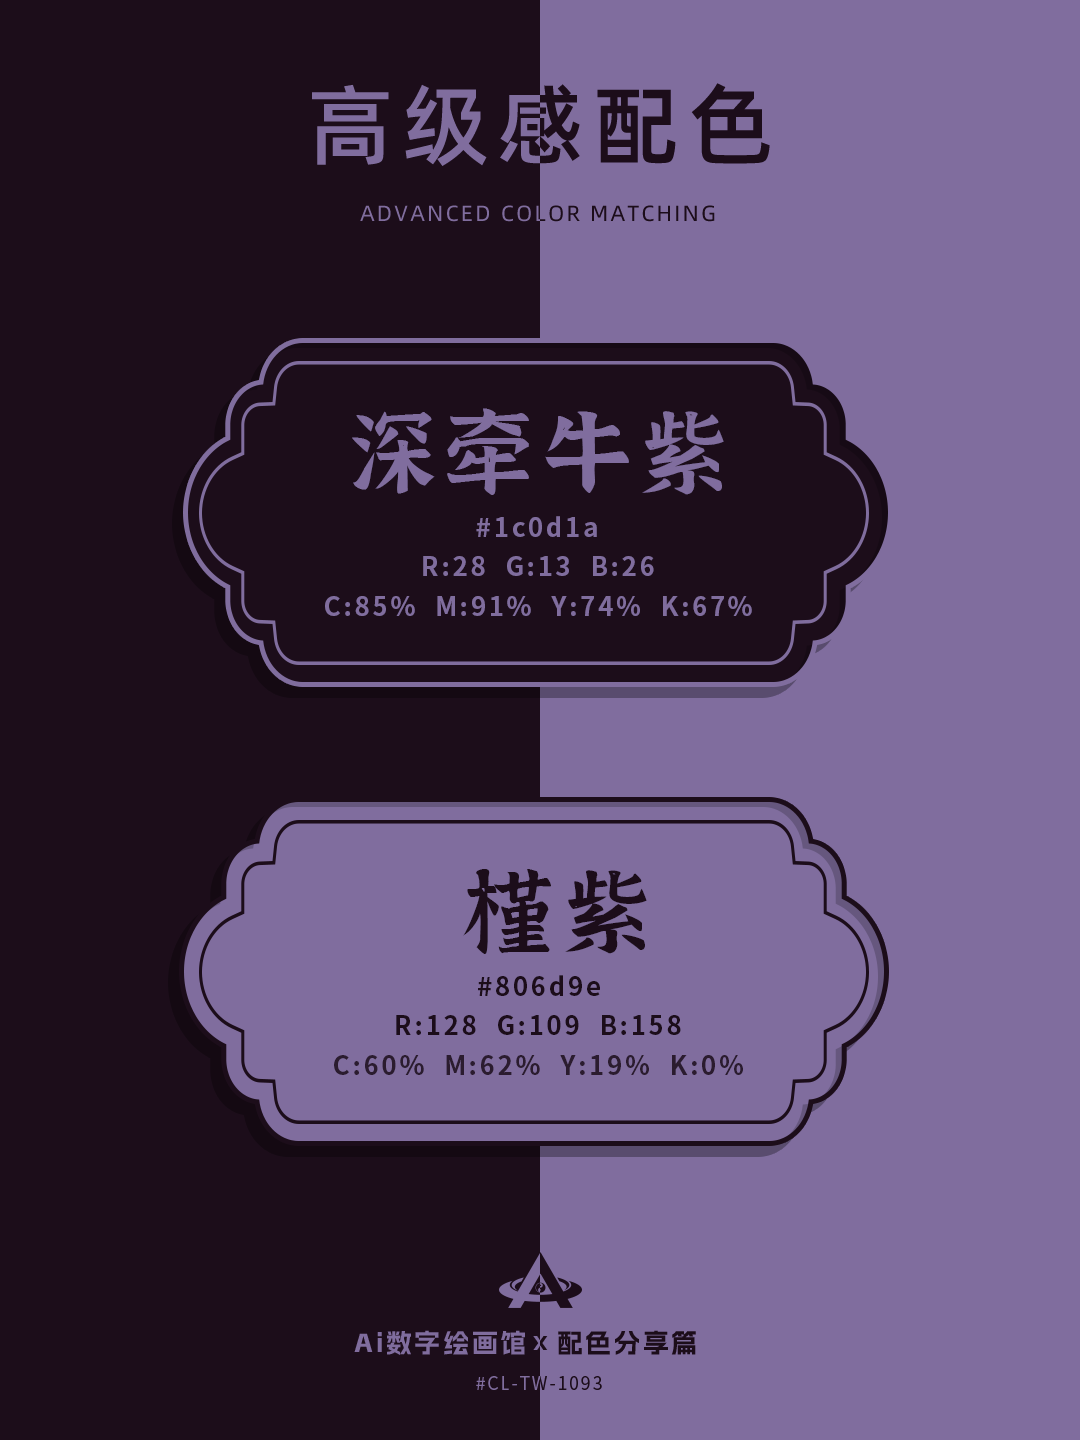 高级感配色
ADVANCED COLOR MATCHING
深牵牛紫
#1c0d1a
R:28 G:13 B:26
C:85% M:91% Y:74% K:67%
槿紫
#806d9e
R:128 G:109 B:158
C:60% M:62% Y:19% K:0%
Ai数字绘画馆 x 配色分享篇
#CL-TW-1093